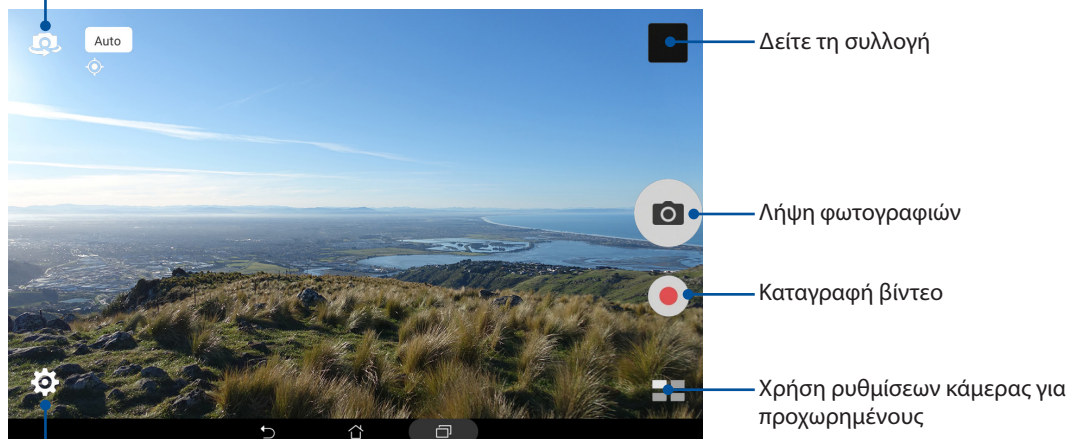 Auto
Δείτε τη συλλογή
Λήψη φωτογραφιών
Καταγραφή βίντεο
Χρήση ρυθμίσεων κάμερας για
προχωρημένους